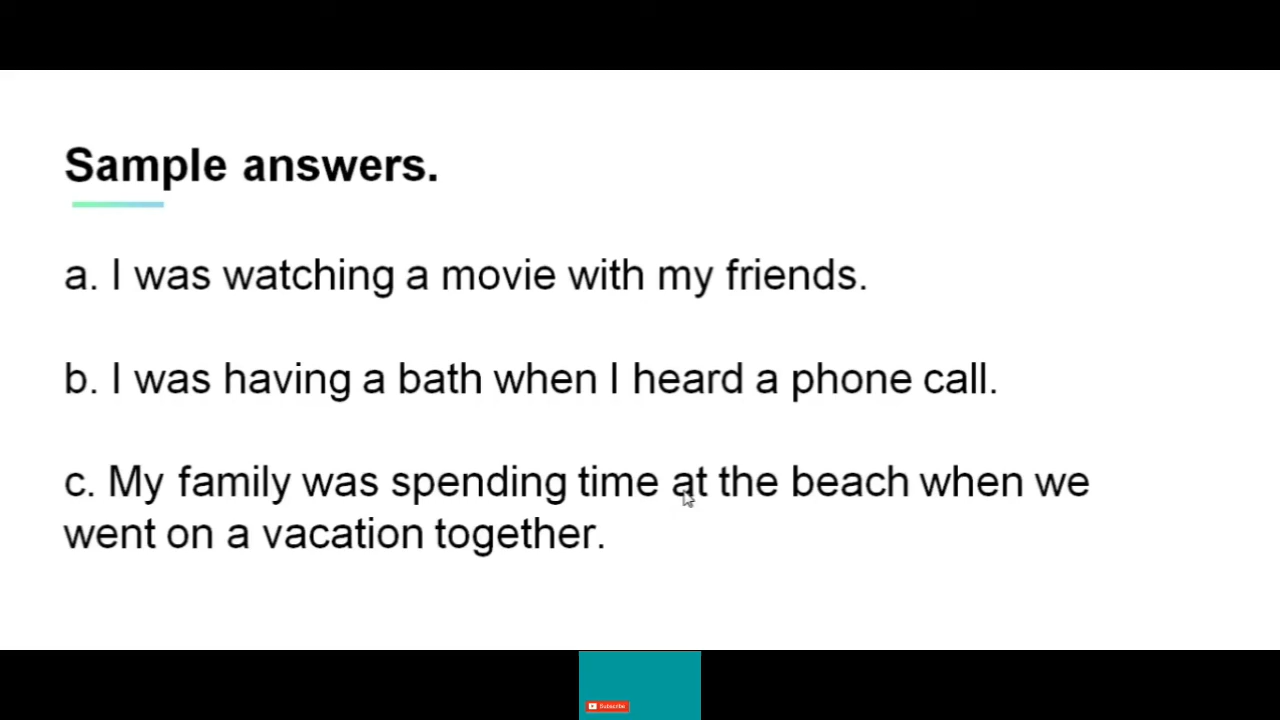 Sample answers.
a. I was watching a movie with my friends.
b. I was having a bath when I heard a phone call.
c. My family was spending time at the beach when we
went on a vacation together.
Subscribe